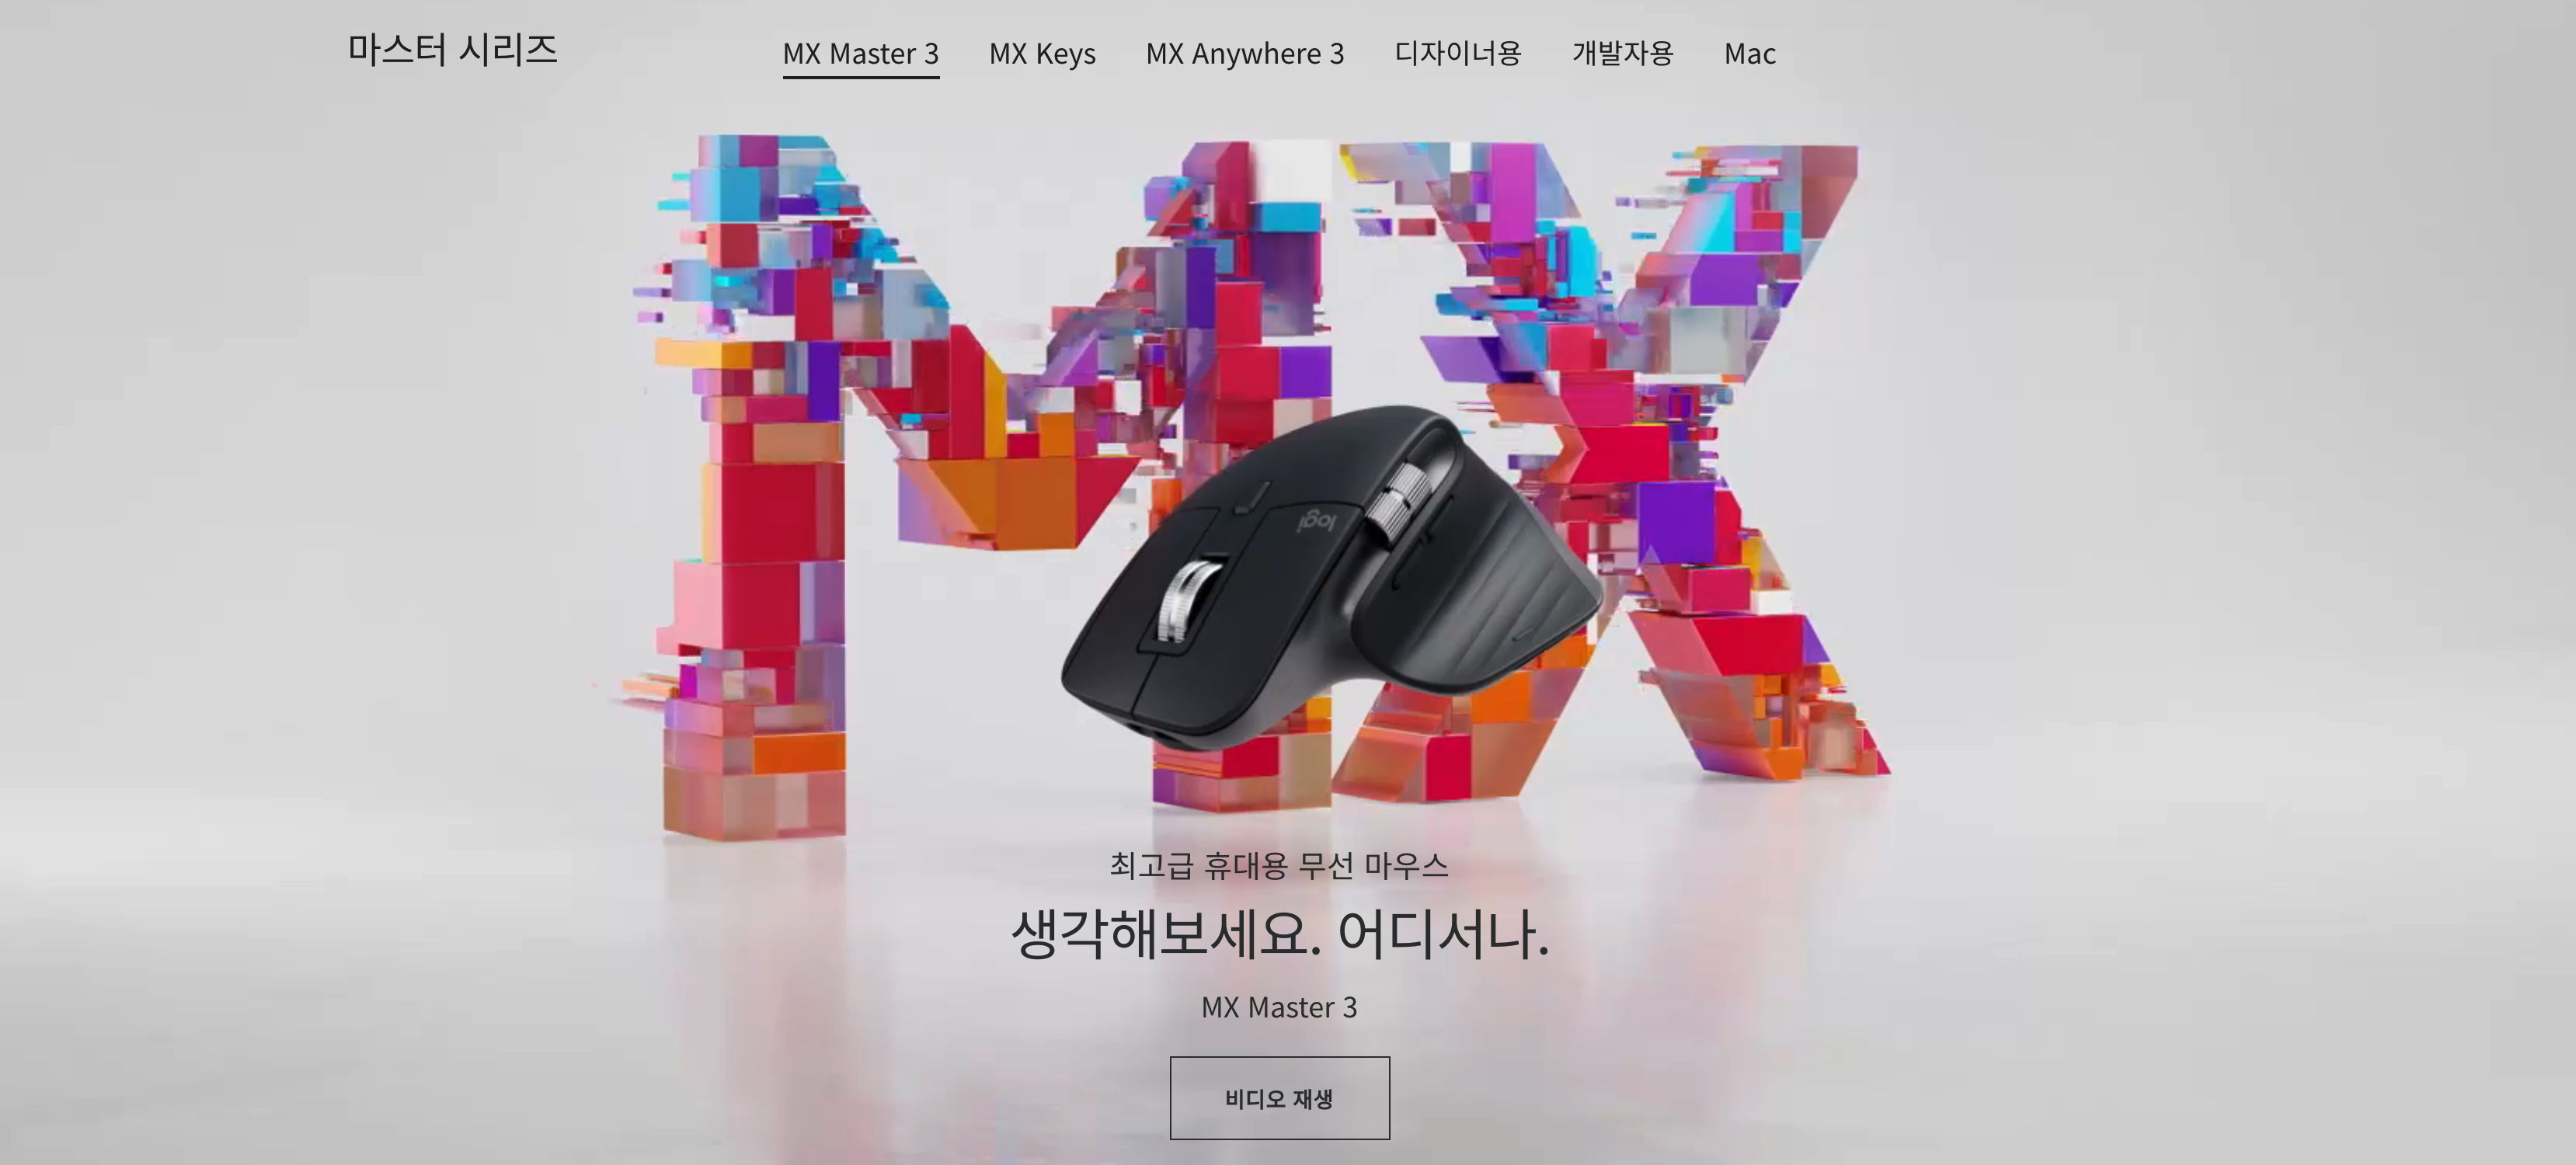 마스터 시리즈
MX Master 3 MX Keys MX Anywhere 3 디자이너용 개발자용 Mac
MX
logi
최고급 휴대용 무선 마우스
생각해보세요. 어디서나.
MX Master 3
비디오 재생